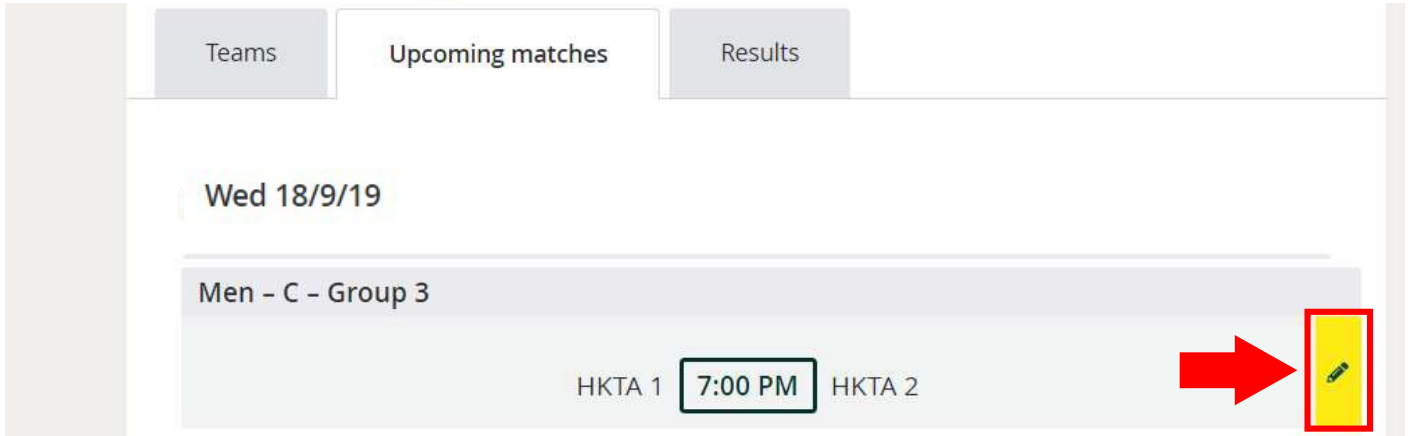 Teams Upcoming matches Results
Wed 18/9/19
Men – C – Group 3
HKTA 1 7:00 PM HKTA 2